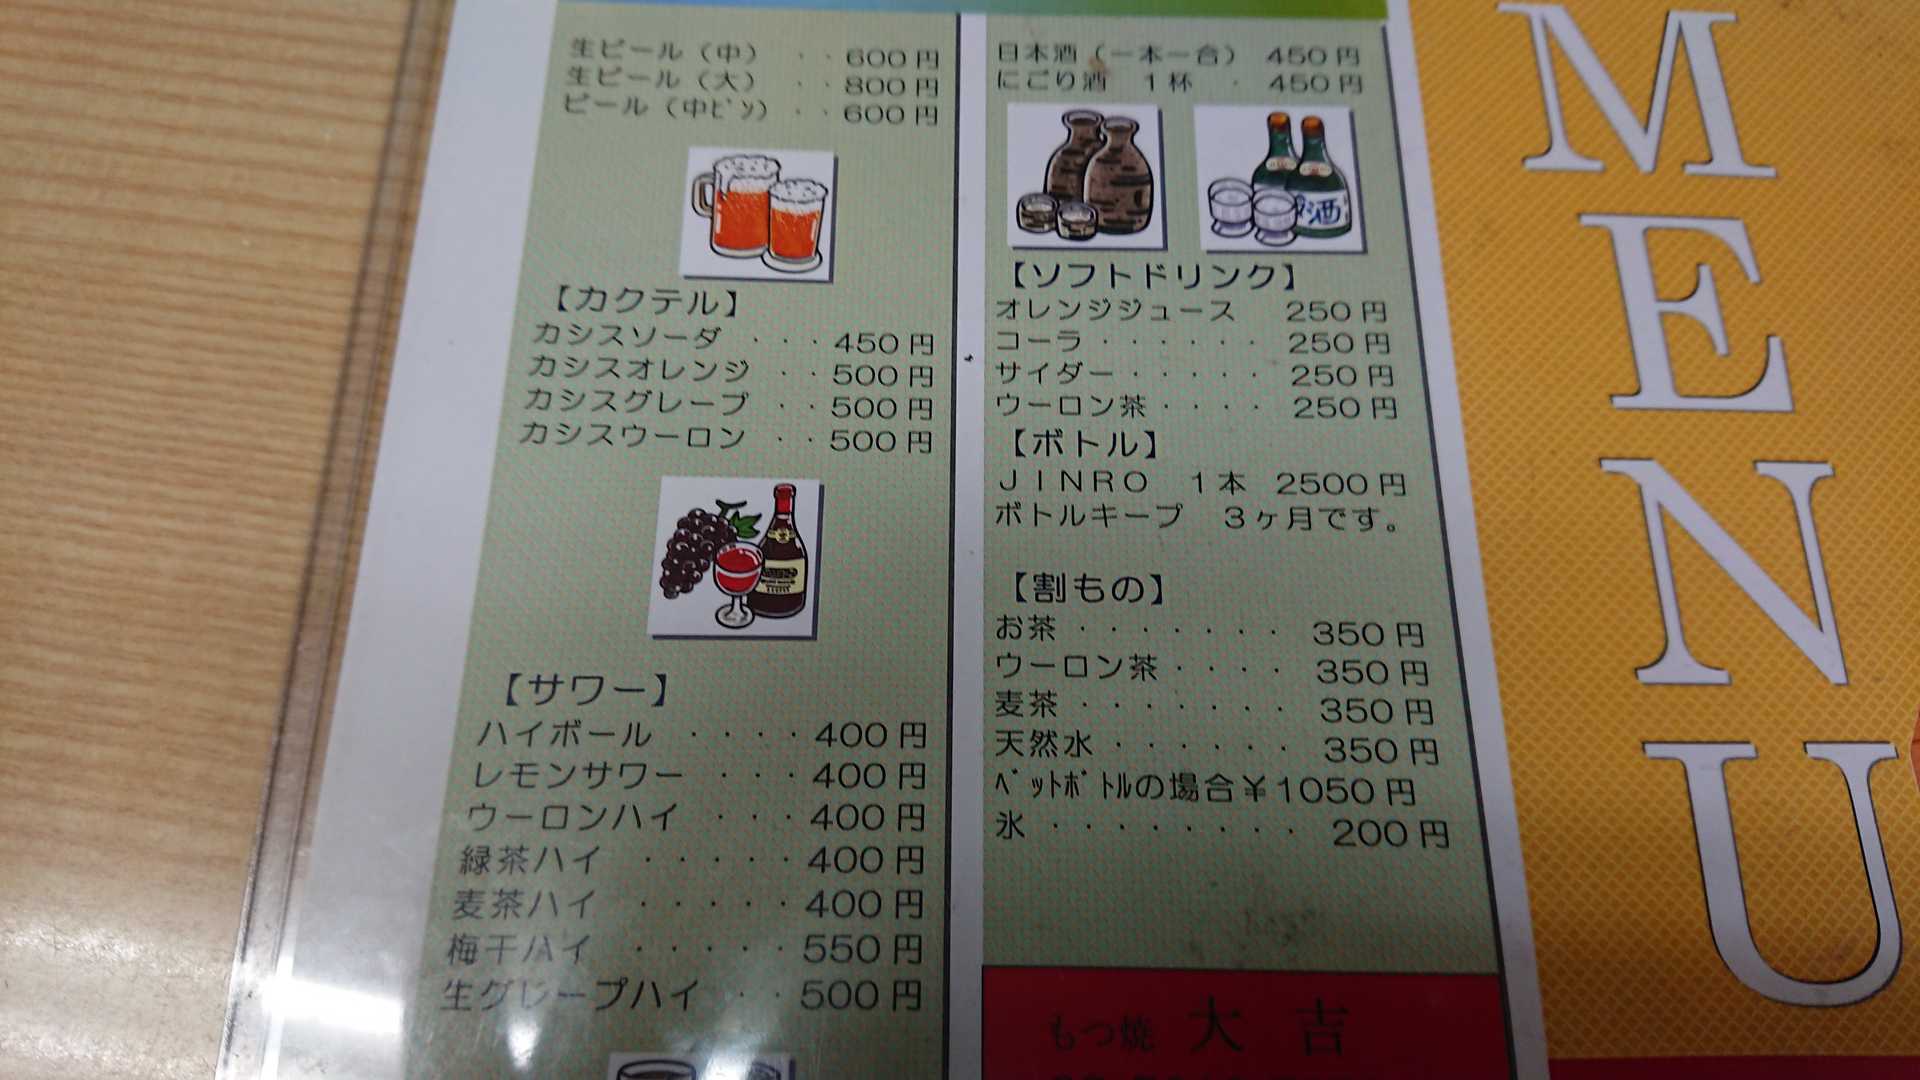 生ビール（中）・・600円
生ビール（大）・・800円
ビール（中ﾋﾞﾝ）・・600円
【カクテル】
カシスソーダ・・・450円
カシスオレンジ・・500円
カシスグレープ・・500円
カシスウーロン・・500円
【サワー】
ハイボール・・・・400円
レモンサワー・・・400円
ウーロンハイ・・・400円
緑茶ハイ・・・・・400円
麦茶ハイ・・・・・400円
梅干ハイ・・・・・550円
生グレープハイ・・500円
日本酒（一本一合）450円
にごり酒 1杯・450円
酒
【ソフトドリンク】
オレンジジュース 250円
コーラ・・・・・・250円
サイダー・・・・・250円
ウーロン茶・・・・250円
【ボトル】
JINRO 1本 2500円
ボトルキープ 3ヶ月です。
【割もの】
お茶・・・・・・・350円
ウーロン茶・・・・350円
麦茶・・・・・・・350円
天然水・・・・・・350円
ﾍﾟｯﾄﾎﾞﾄﾙの場合￥1050円
氷・・・・・・・・200円
もつ焼 大吉
MENU